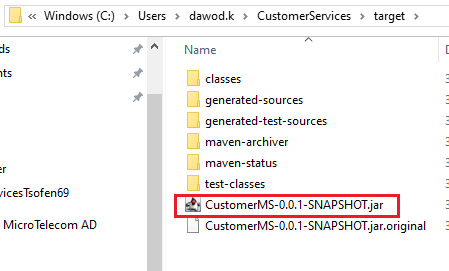 « Windows (C:) › Users › dawod.k › CustomerServices › target ›
Name
ds
nts
er
vicesTsofen69
MicroTelecom AD
classes
generated-sources
generated-test-sources
maven-archiver
maven-status
test-classes
CustomerMS-0.0.1-SNAPSHOT.jar
CustomerMS-0.0.1-SNAPSHOT.jar.original